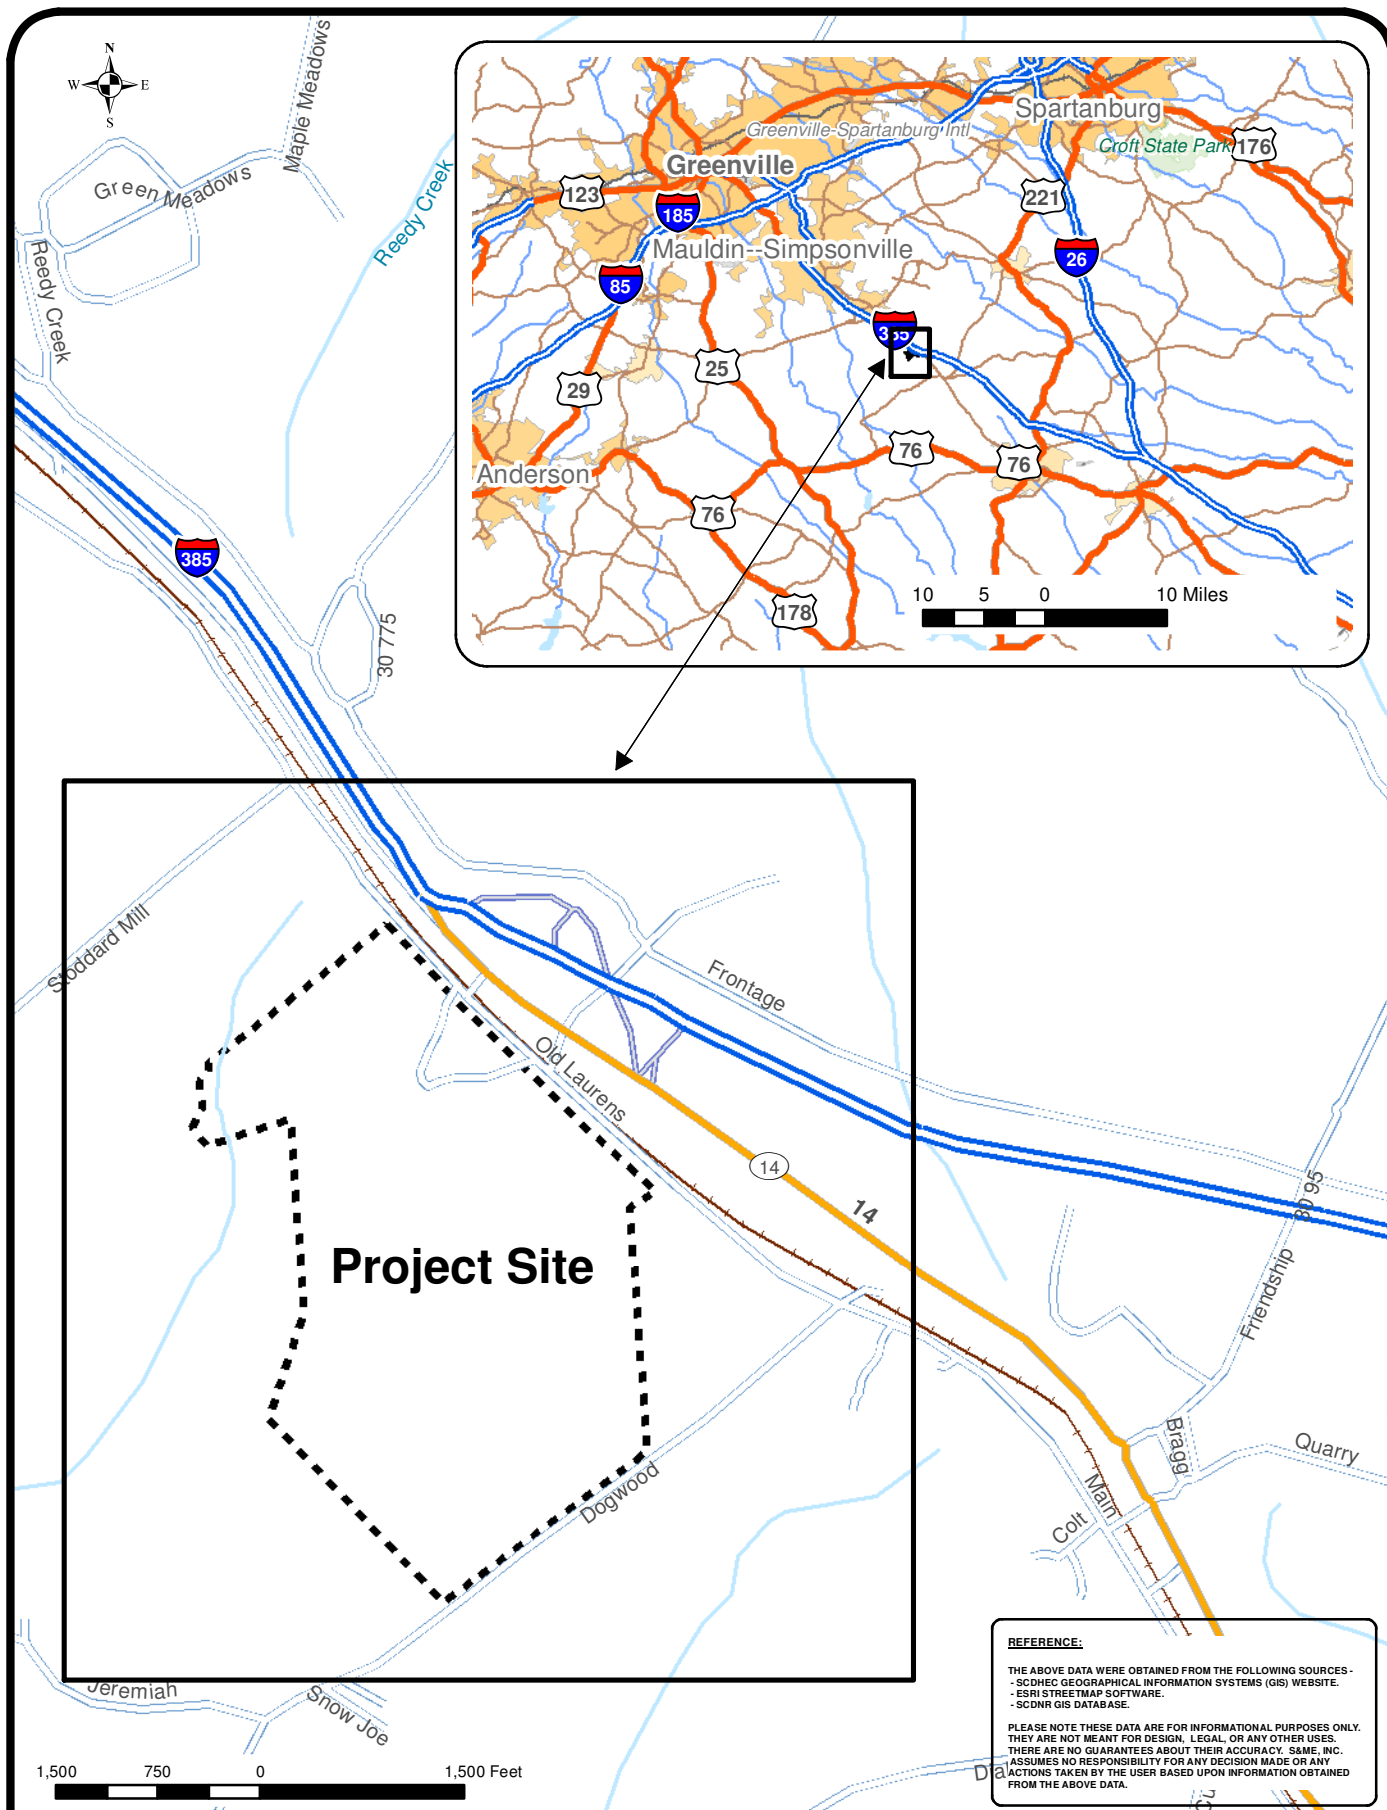 N
W E
S
Maple Meadows
Green Meadows
Reedy Creek
Reedy Creek
385
30 775
Spartanburg
Greenville-Spartanburg Intl
Croft State Park
176
Greenville
123
185
221
Mauldin--Simpsonville
26
85
385
25
29
76
76
Anderson
76
178
10 5 0 10 Miles
Stoddard Mill
Frontage
Old Laurens
14
14
30 95
Project Site
Friendship
Bragg
Quarry
Main
Colt
Dogwood
Jeremiah
Snow Joe
1,500 750 0 1,500 Feet
REFERENCE:
THE ABOVE DATA WERE OBTAINED FROM THE FOLLOWING SOURCES -
- SCDHEC GEOGRAPHICAL INFORMATION SYSTEMS (GIS) WEBSITE.
- ESRI STREETMAP SOFTWARE.
- SCDNR GIS DATABASE.
PLEASE NOTE THESE DATA ARE FOR INFORMATIONAL PURPOSES ONLY.
THEY ARE NOT MEANT FOR DESIGN, LEGAL, OR ANY OTHER USES.
THERE ARE NO GUARANTEES ABOUT THEIR ACCURACY. S&ME, INC.
ASSUMES NO RESPONSIBILITY FOR ANY DECISION MADE OR ANY
ACTIONS TAKEN BY THE USER BASED UPON INFORMATION OBTAINED
FROM THE ABOVE DATA.